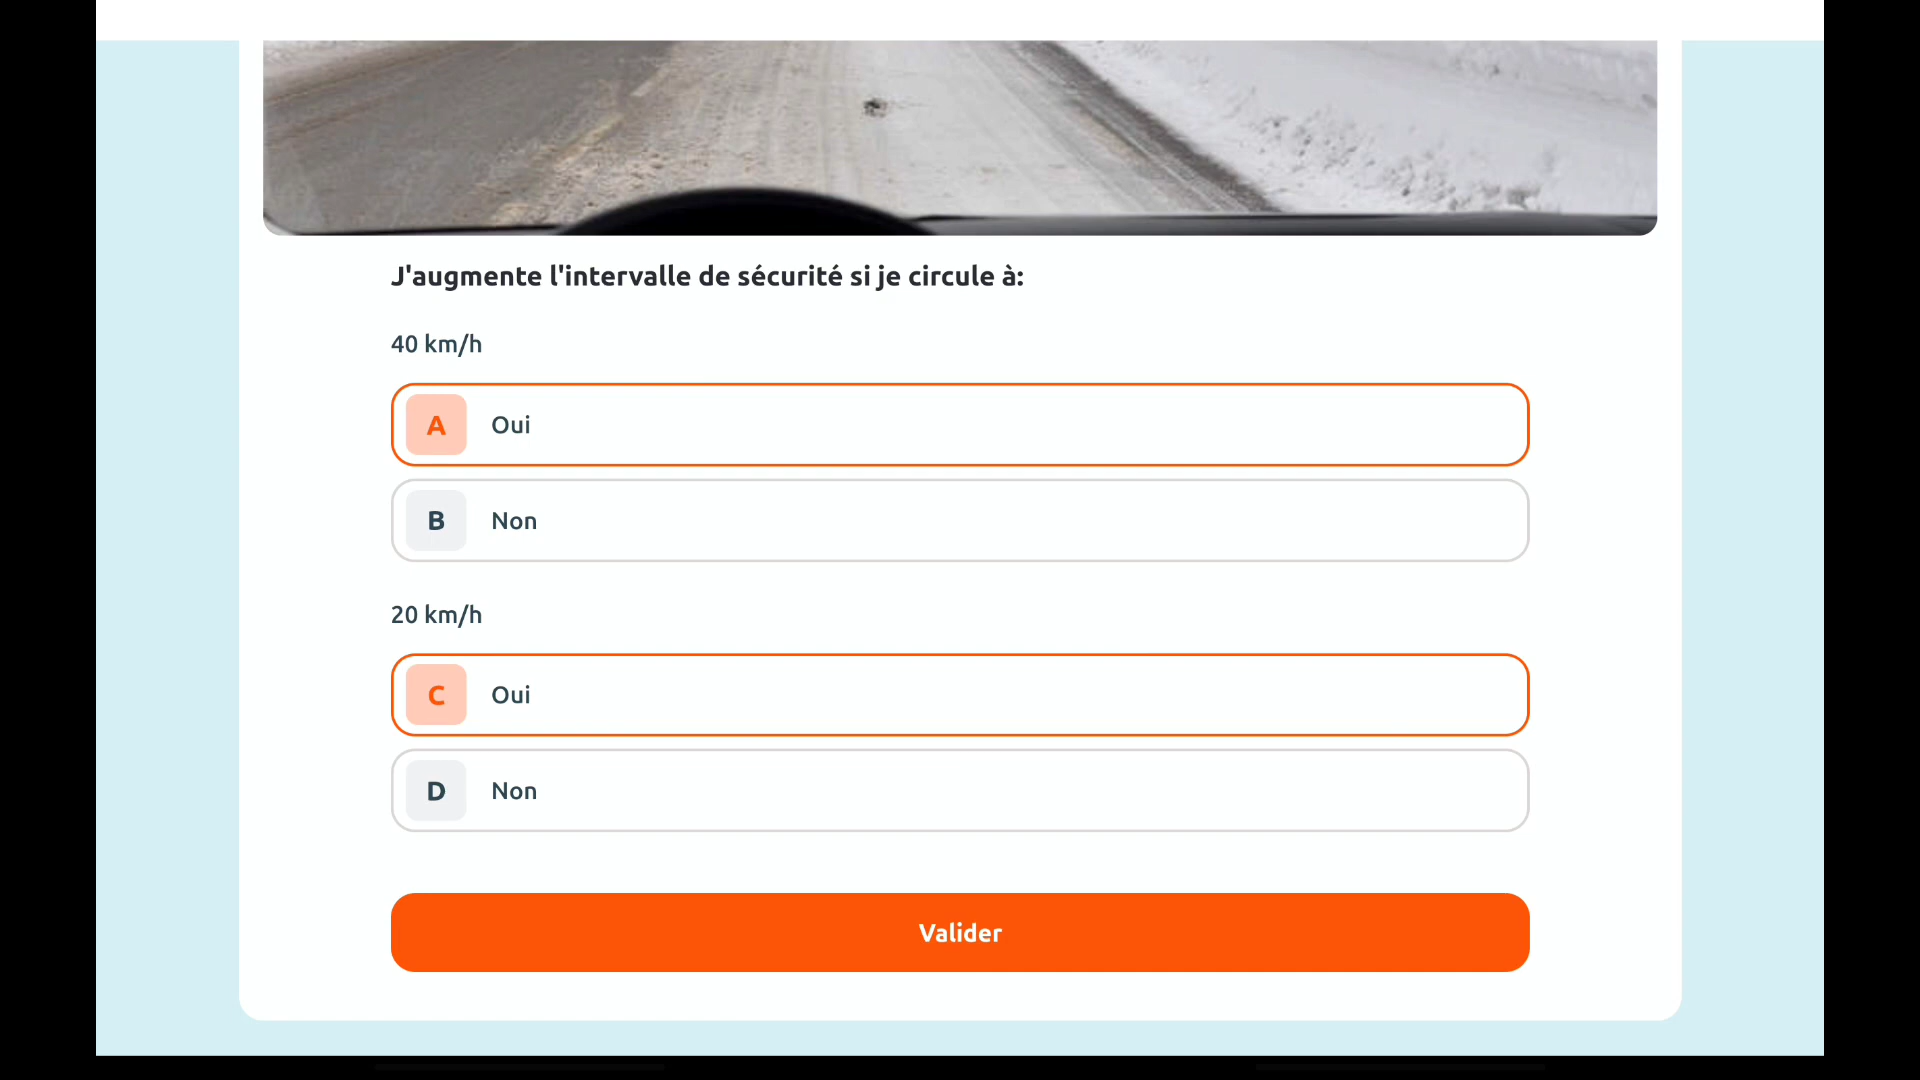 J'augmente l'intervalle de sécurité si je circule à:
40 km/h
A Oui
B Non
20 km/h
C Oui
D Non
Valider